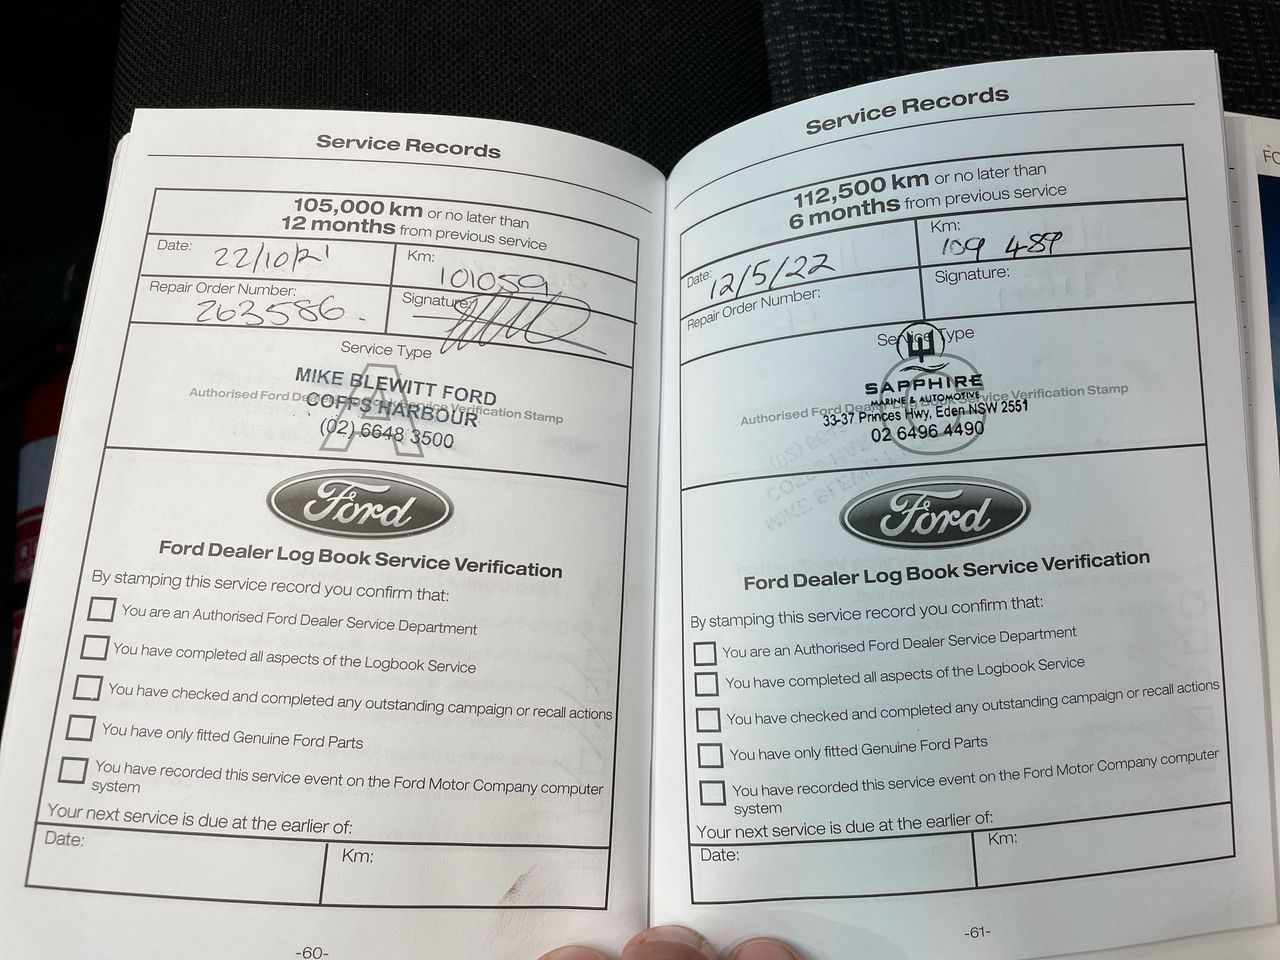 Service Records
105,000 km or no later than
12 months from previous service
Date: 22/10/21
Km: 101059
Repair Order Number: 263586.
Signature:
Service Type
A
Authorised Ford Dealer Log Book Service Verification Stamp
MIKE BLEWITT FORD
COFFS HARBOUR
(02) 6648 3500
Ford
Ford Dealer Log Book Service Verification
By stamping this service record you confirm that:
You are an Authorised Ford Dealer Service Department
You have completed all aspects of the Logbook Service
You have checked and completed any outstanding campaign or recall actions
You have only fitted Genuine Ford Parts
You have recorded this service event on the Ford Motor Company computer
system
Your next service is due at the earlier of:
Date:
Km:
-60-
Service Records
112,500 km or no later than
6 months from previous service
Date: 12/5/22
Km: 109 489
Repair Order Number:
Signature:
Service Type
Authorised Ford Dealer Log Book Service Verification Stamp
SAPPHIRE
MARINE & AUTOMOTIVE
33-37 Princes Hwy, Eden NSW 2551
02 6496 4490
Ford
Ford Dealer Log Book Service Verification
By stamping this service record you confirm that:
You are an Authorised Ford Dealer Service Department
You have completed all aspects of the Logbook Service
You have checked and completed any outstanding campaign or recall actions
You have only fitted Genuine Ford Parts
You have recorded this service event on the Ford Motor Company computer
system
Your next service is due at the earlier of:
Date:
Km:
-61-
FO